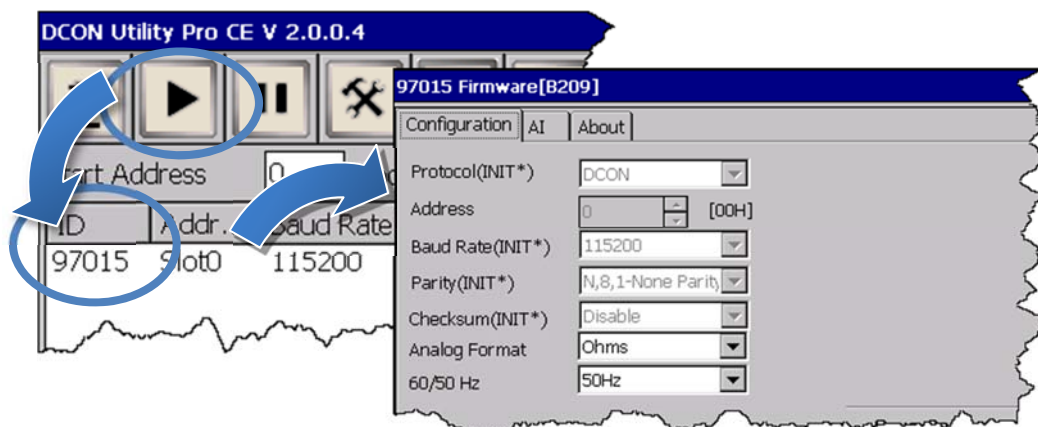 DCON Utility Pro CE V 2.0.0.4
Address
0
ID Addr. Baud Rate
97015 Slot0 115200
97015 Firmware[B209]
Configuration AI About
Protocol(INIT*) DCON
Address 0 [00H]
Baud Rate(INIT*) 115200
Parity(INIT*) N,8,1-None Parity
Checksum(INIT*) Disable
Analog Format Ohms
60/50 Hz 50Hz